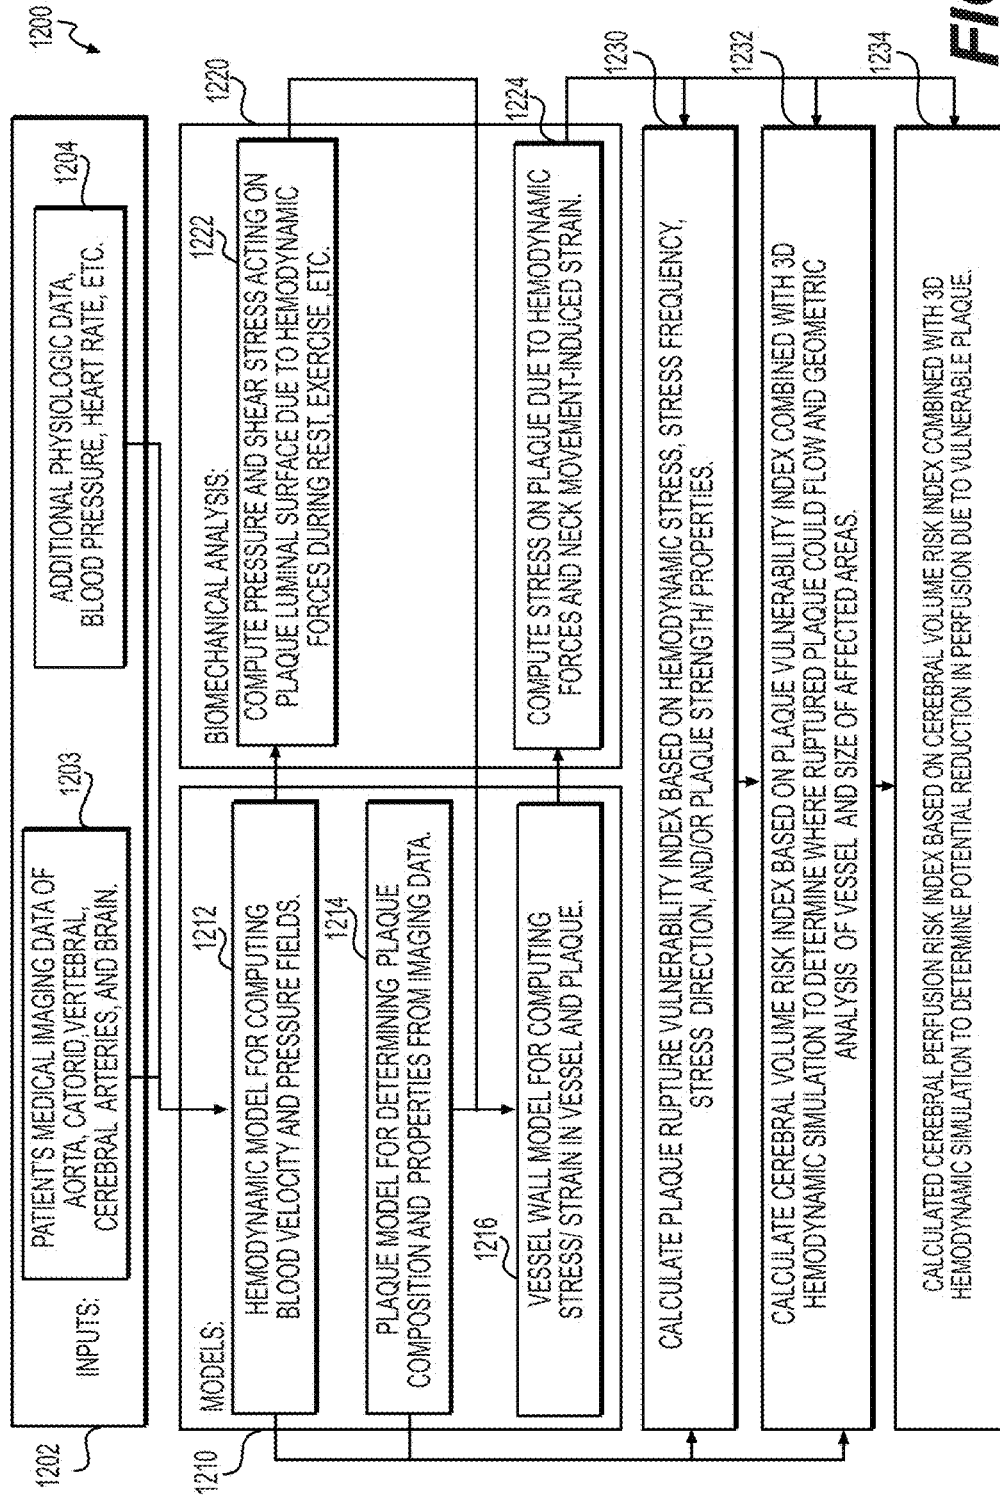 1200
1202
INPUTS:
PATIENT'S MEDICAL IMAGING DATA OF
AORTA, CATORID,VERTEBRAL,
CEREBRAL ARTERIES, AND BRAIN.
1203
ADDITIONAL PHYSIOLOGIC DATA,
BLOOD PRESSURE, HEART RATE, ETC.
1204
1210
MODELS:
HEMODYNAMIC MODEL FOR COMPUTING
BLOOD VELOCITY AND PRESSURE FIELDS.
1212
PLAQUE MODEL FOR DETERMINING PLAQUE
COMPOSITION AND PROPERTIES FROM IMAGING DATA.
1214
1216
VESSEL WALL MODEL FOR COMPUTING
STRESS/ STRAIN IN VESSEL AND PLAQUE.
1220
BIOMECHANICAL ANALYSIS:
1222
COMPUTE PRESSURE AND SHEAR STRESS ACTING ON
PLAQUE LUMINAL SURFACE DUE TO HEMODYNAMIC
FORCES DURING REST, EXERCISE ,ETC.
1224
COMPUTE STRESS ON PLAQUE DUE TO HEMODYNAMIC
FORCES AND NECK MOVEMENT-INDUCED STRAIN.
1230
CALCULATE PLAQUE RUPTURE VULNERABILITY INDEX BASED ON HEMODYNAMIC STRESS, STRESS FREQUENCY,
STRESS DIRECTION, AND/OR PLAQUE STRENGTH/ PROPERTIES.
1232
CALCULATE CEREBRAL VOLUME RISK INDEX BASED ON PLAQUE VULNERABILITY INDEX COMBINED WITH 3D
HEMODYNAMIC SIMULATION TO DETERMINE WHERE RUPTURED PLAQUE COULD FLOW AND GEOMETRIC
ANALYSIS OF VESSEL AND SIZE OF AFFECTED AREAS.
1234
CALCULATED CEREBRAL PERFUSION RISK INDEX BASED ON CEREBRAL VOLUME RISK INDEX COMBINED WITH 3D
HEMODYNAMIC SIMULATION TO DETERMINE POTENTIAL REDUCTION IN PERFUSION DUE TO VULNERABLE PLAQUE.